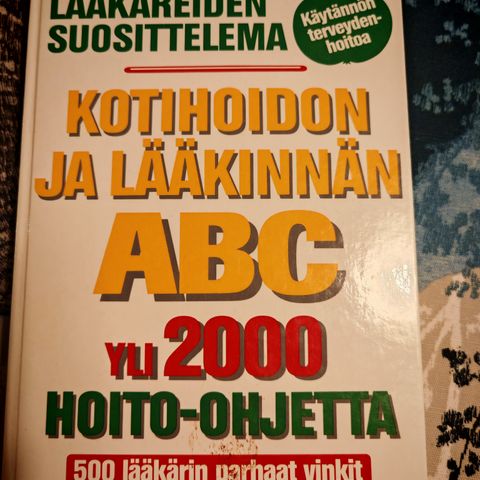 LÄÄKÄREIDEN
SUOSITTELEMA
Käytännön
terveyden-
hoitoa
KOTIHOIDON
JA LÄÄKINNÄN
ABC
YLI 2000
HOITO-OHJETTA
500 lääkärin parhaat vinkit